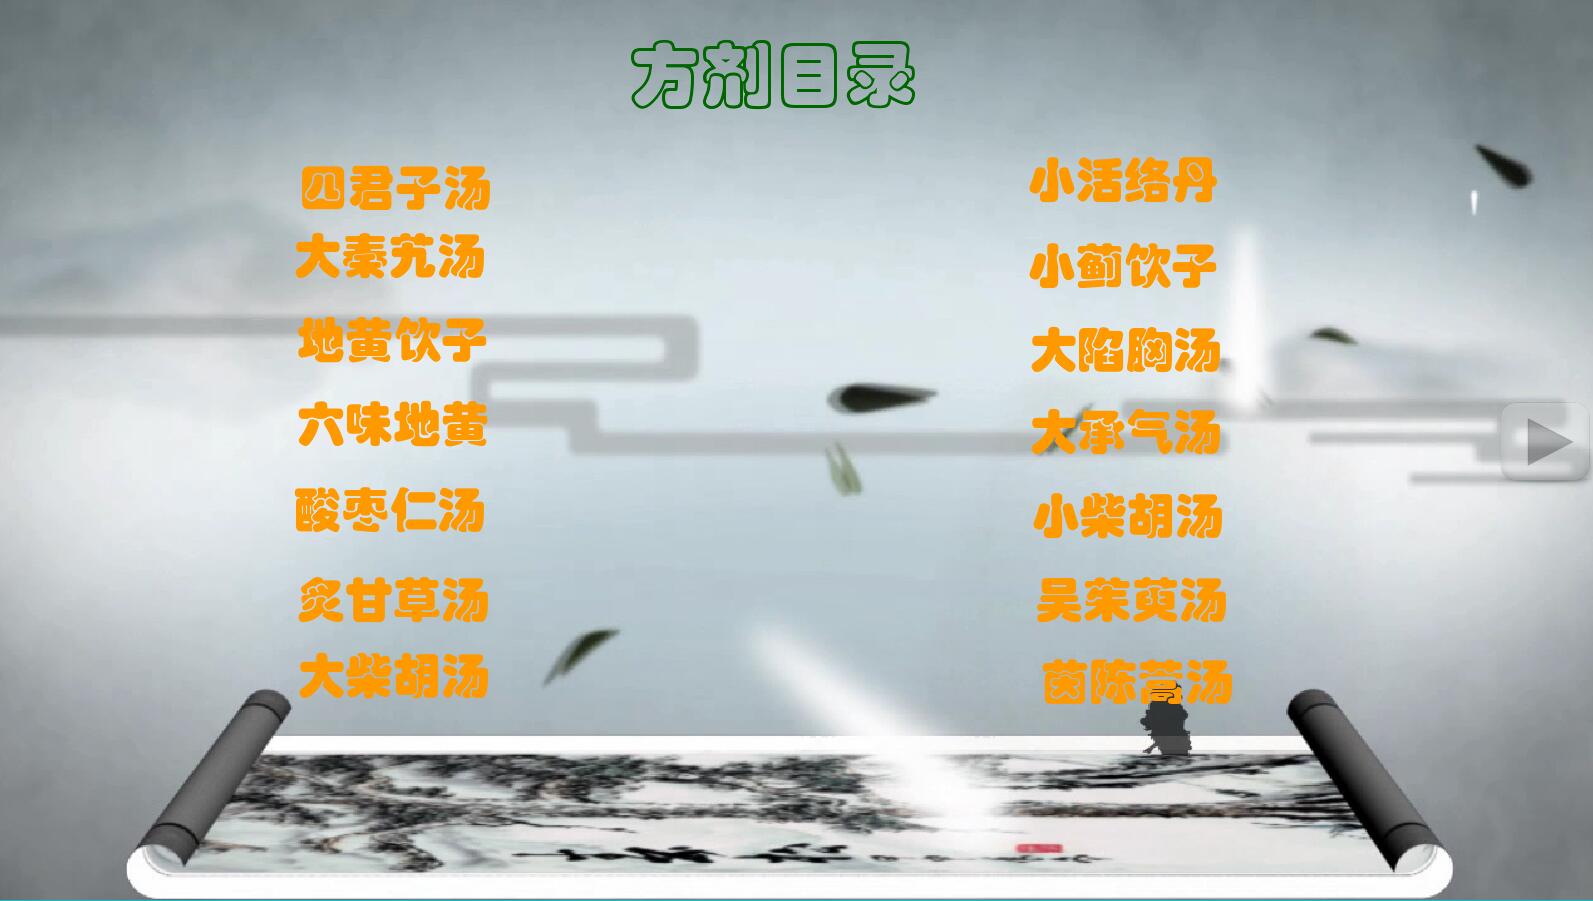 方剂目录
四君子汤
大秦艽汤
地黄饮子
六味地黄
酸枣仁汤
炙甘草汤
大柴胡汤
小活络丹
小蓟饮子
大陷胸汤
大承气汤
小柴胡汤
吴茱萸汤
茵陈蒿汤